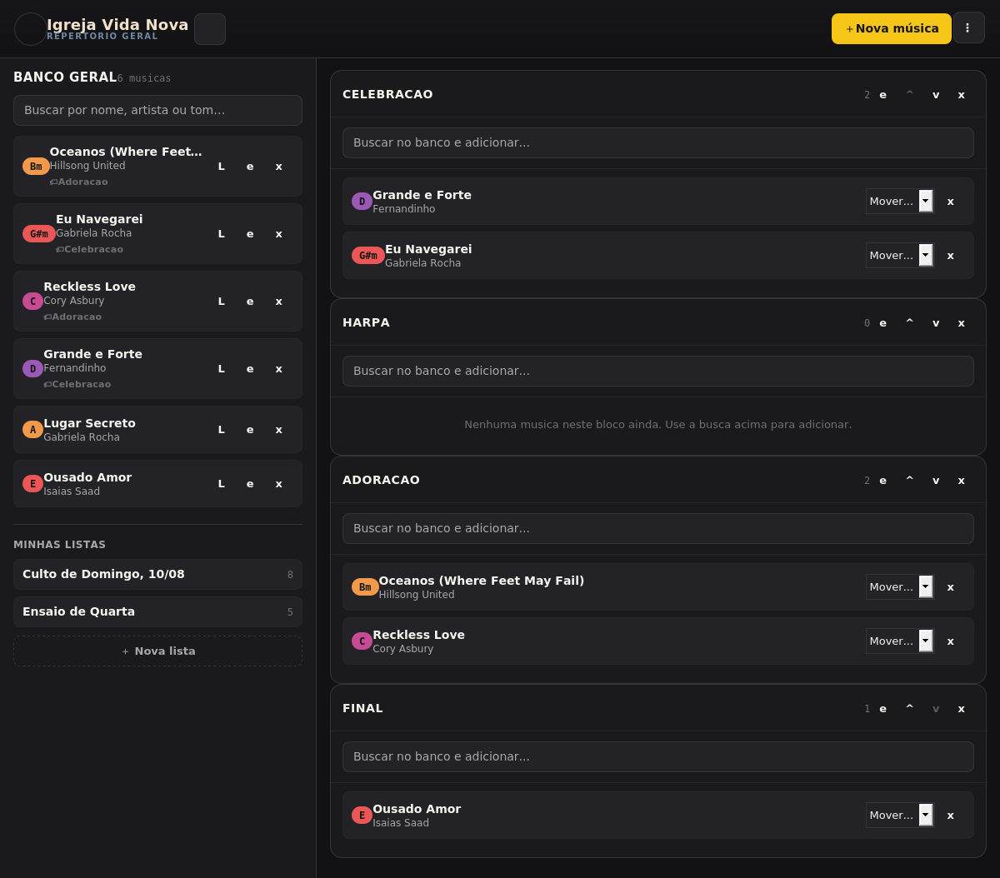 Igreja Vida Nova
REPERTORIO GERAL
+Nova música
⋮
BANCO GERAL6 musicas
Buscar por nome, artista ou tom...
Bm Oceanos (Where Feet... L e x
Hillsong United
🏷Adoracao
G#m Eu Navegarei L e x
Gabriela Rocha
🏷Celebracao
C Reckless Love L e x
Cory Asbury
🏷Adoracao
D Grande e Forte L e x
Fernandinho
🏷Celebracao
A Lugar Secreto L e x
Gabriela Rocha
E Ousado Amor L e x
Isaias Saad
MINHAS LISTAS
Culto de Domingo, 10/08 8
Ensaio de Quarta 5
+ Nova lista
CELEBRACAO 2 e ^ v x
Buscar no banco e adicionar...
D Grande e Forte Mover... x
Fernandinho
G#m Eu Navegarei Mover... x
Gabriela Rocha
HARPA 0 e ^ v x
Buscar no banco e adicionar...
Nenhuma musica neste bloco ainda. Use a busca acima para adicionar.
ADORACAO 2 e ^ v x
Buscar no banco e adicionar...
Bm Oceanos (Where Feet May Fail) Mover... x
Hillsong United
C Reckless Love Mover... x
Cory Asbury
FINAL 1 e ^ v x
Buscar no banco e adicionar...
E Ousado Amor Mover... x
Isaias Saad